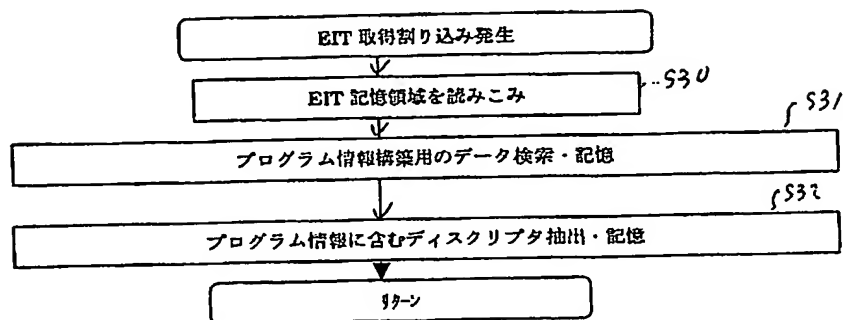 EIT 取得割り込み発生
EIT 記憶領域を読みこみ
S30
S31
プログラム情報構築用のデータ検索・記憶
S32
プログラム情報に含むディスクリプタ抽出・記憶
リターン